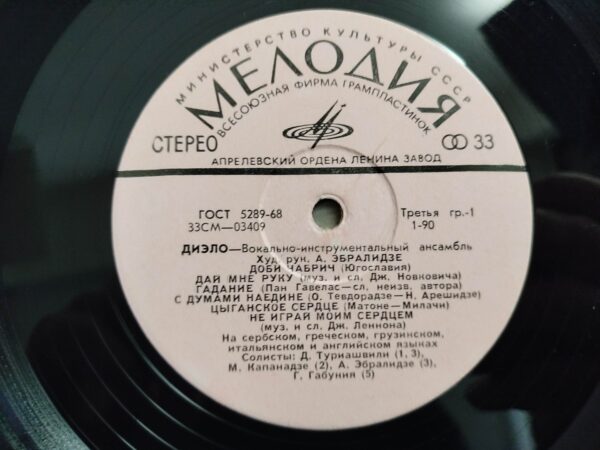 МИНИСТЕРСТВО КУЛЬТУРЫ СССР
МЕЛОДИЯ
ВСЕСОЮЗНАЯ ФИРМА ГРАМПЛАСТИНОК
СТЕРЕО
33
АПРЕЛЕВСКИЙ ОРДЕНА ЛЕНИНА ЗАВОД
ГОСТ 5289-68
Третья гр.-1
33СМ—03409
1-90
ДИЭЛО—Вокально-инструментальный ансамбль
Худ. рук. А. ЭБРАЛИДЗЕ
ДОБИ ЧАБРИЧ (Югославия)
ДАЙ МНЕ РУКУ (муз. и сл. Дж. Новковича)
ГАДАНИЕ (Пан Гавелас—сл. неизв. автора)
С ДУМАМИ НАЕДИНЕ (О. Тевдорадзе—Н. Арешидзе)
ЦЫГАНСКОЕ СЕРДЦЕ (Матоне—Милачи)
НЕ ИГРАЙ МОИМ СЕРДЦЕМ
(муз. и сл. Дж. Леннона)
На сербском, греческом, грузинском,
итальянском и английском языках
Солисты: Д. Туриашвили (1, 3),
М. Капанадзе (2), А. Эбралидзе (3),
Г. Габуния (5)